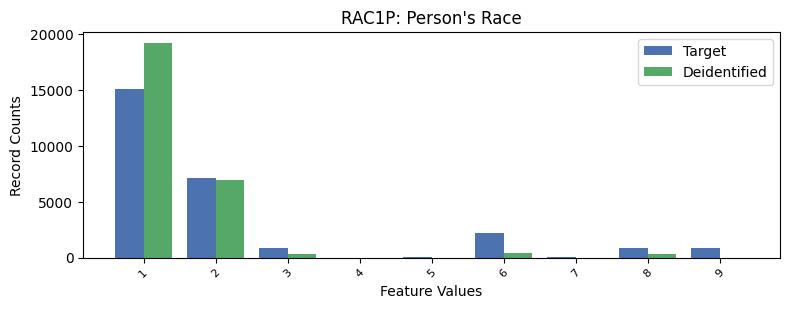 RAC1P: Person's Race
Target
Deidentified
Record Counts
20000
15000
10000
5000
0
1 2 3 4 5 6 7 8 9
Feature Values